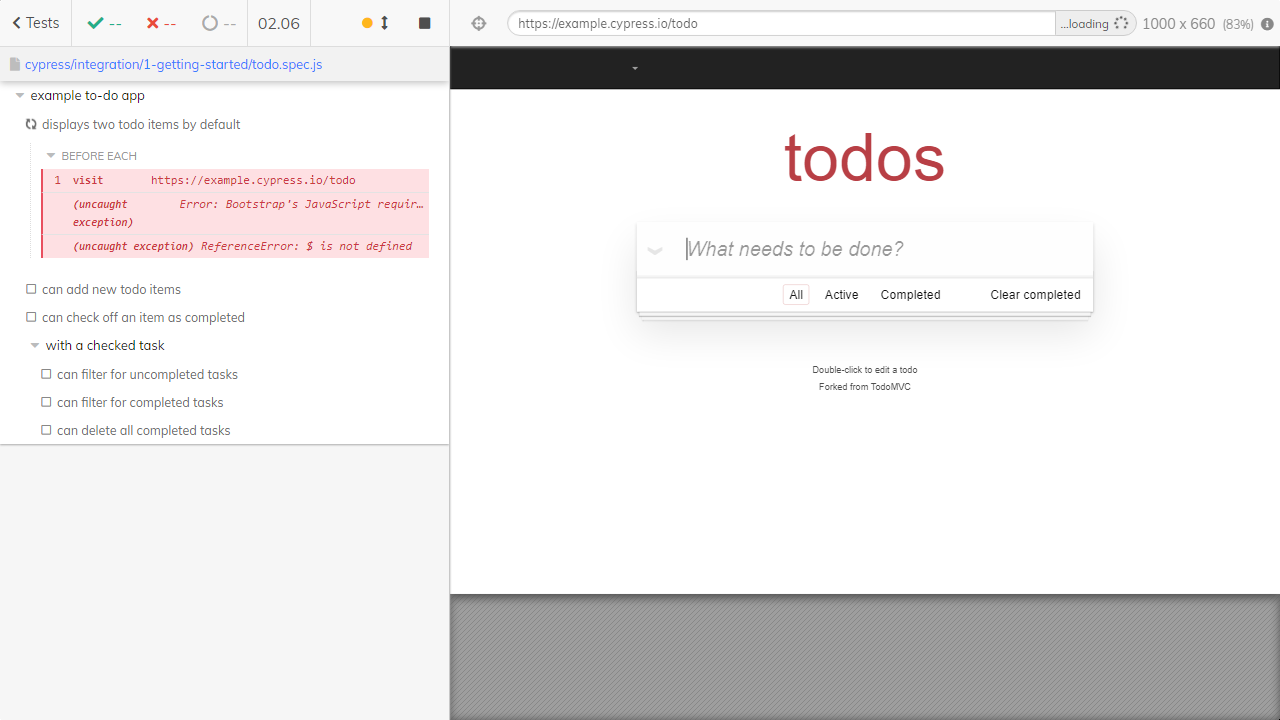 Tests
--
--
--
02.06
https://example.cypress.io/todo
...loading
1000 x 660 (83%)
cypress/integration/1-getting-started/todo.spec.js
example to-do app
displays two todo items by default
BEFORE EACH
1 visit https://example.cypress.io/todo
(uncaught exception) Error: Bootstrap's JavaScript requir...
(uncaught exception) ReferenceError: $ is not defined
can add new todo items
can check off an item as completed
with a checked task
can filter for uncompleted tasks
can filter for completed tasks
can delete all completed tasks
todos
What needs to be done?
All Active Completed Clear completed
Double-click to edit a todo
Forked from TodoMVC